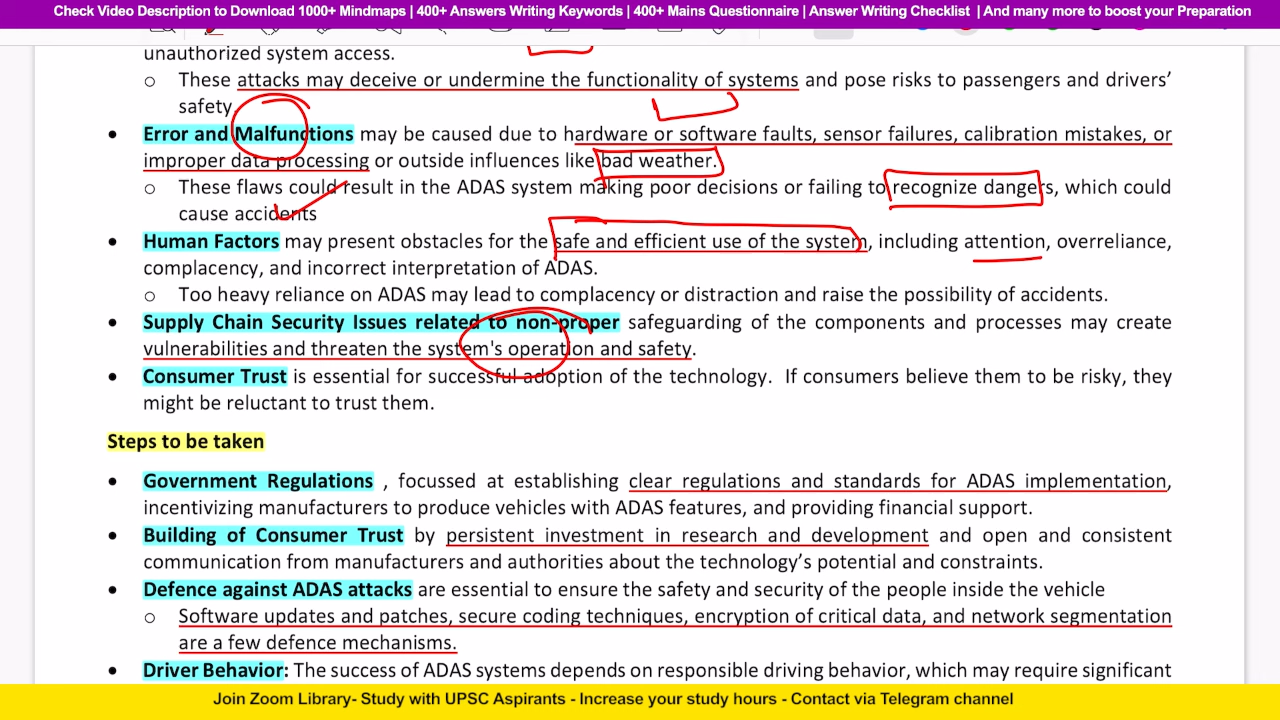 Check Video Description to Download 1000+ Mindmaps | 400+ Answers Writing Keywords | 400+ Mains Questionnaire | Answer Writing Checklist | And many more to boost your Preparation
unauthorized system access.
o These attacks may deceive or undermine the functionality of systems and pose risks to passengers and drivers’
safety.
• Error and Malfunctions may be caused due to hardware or software faults, sensor failures, calibration mistakes, or
improper data processing or outside influences like bad weather.
o These flaws could result in the ADAS system making poor decisions or failing to recognize dangers, which could
cause accidents
• Human Factors may present obstacles for the safe and efficient use of the system, including attention, overreliance,
complacency, and incorrect interpretation of ADAS.
o Too heavy reliance on ADAS may lead to complacency or distraction and raise the possibility of accidents.
• Supply Chain Security Issues related to non-proper safeguarding of the components and processes may create
vulnerabilities and threaten the system's operation and safety.
• Consumer Trust is essential for successful adoption of the technology. If consumers believe them to be risky, they
might be reluctant to trust them.
Steps to be taken
• Government Regulations , focussed at establishing clear regulations and standards for ADAS implementation,
incentivizing manufacturers to produce vehicles with ADAS features, and providing financial support.
• Building of Consumer Trust by persistent investment in research and development and open and consistent
communication from manufacturers and authorities about the technology’s potential and constraints.
• Defence against ADAS attacks are essential to ensure the safety and security of the people inside the vehicle
o Software updates and patches, secure coding techniques, encryption of critical data, and network segmentation
are a few defence mechanisms.
• Driver Behavior: The success of ADAS systems depends on responsible driving behavior, which may require significant
Join Zoom Library- Study with UPSC Aspirants - Increase your study hours - Contact via Telegram channel